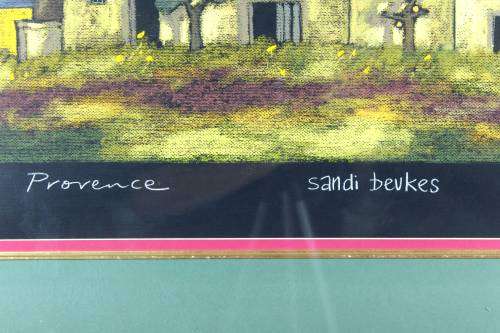 Provence sandi beukes